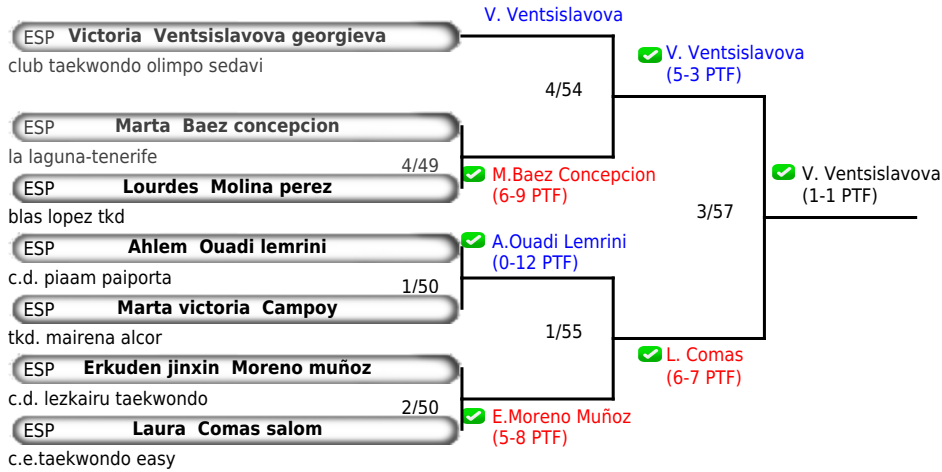 V. Ventsislavova
ESP Victoria Ventsislavova georgieva
club taekwondo olimpo sedavi
V. Ventsislavova
(5-3 PTF)
4/54
ESP Marta Baez concepcion
la laguna-tenerife
4/49
M.Baez Concepcion
(6-9 PTF)
ESP Lourdes Molina perez
blas lopez tkd
V. Ventsislavova
(1-1 PTF)
3/57
ESP Ahlem Ouadi lemrini
A.Ouadi Lemrini
(0-12 PTF)
c.d. piaam paiporta
1/50
ESP Marta victoria Campoy
tkd. mairena alcor
1/55
L. Comas
(6-7 PTF)
ESP Erkuden jinxin Moreno muñoz
c.d. lezkairu taekwondo
2/50
E.Moreno Muñoz
(5-8 PTF)
ESP Laura Comas salom
c.e.taekwondo easy